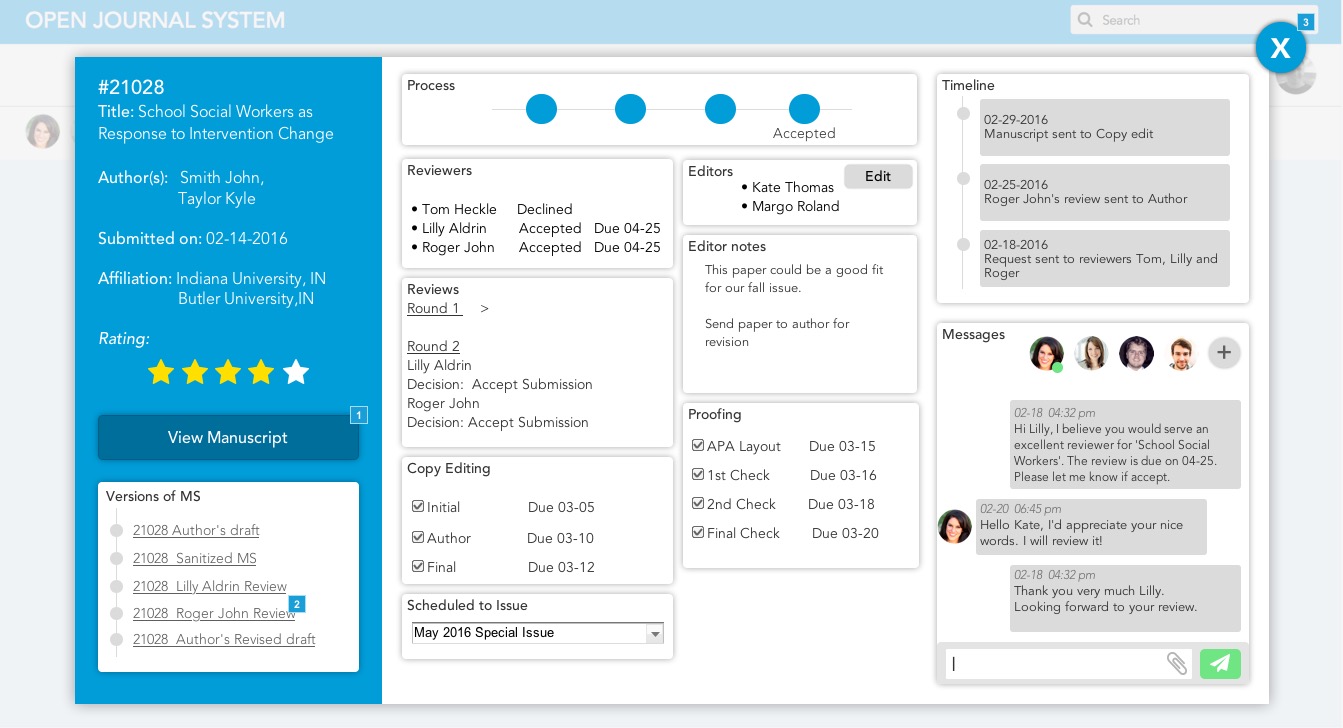 OPEN JOURNAL SYSTEM
Search
3
X
#21028
Title: School Social Workers as
Response to Intervention Change
Author(s): Smith John,
Taylor Kyle
Submitted on: 02-14-2016
Affiliation: Indiana University, IN
Butler University,IN
Rating:
1
View Manuscript
Versions of MS
21028 Author's draft
21028 Sanitized MS
21028 Lilly Aldrin Review
2
21028 Roger John Review
21028 Author's Revised draft
Process
Accepted
Reviewers
• Tom Heckle Declined
• Lilly Aldrin Accepted Due 04-25
• Roger John Accepted Due 04-25
Reviews
Round 1 >
Round 2
Lilly Aldrin
Decision: Accept Submission
Roger John
Decision: Accept Submission
Copy Editing
Initial Due 03-05
Author Due 03-10
Final Due 03-12
Scheduled to Issue
May 2016 Special Issue
Editors
Edit
• Kate Thomas
• Margo Roland
Editor notes
This paper could be a good fit
for our fall issue.
Send paper to author for
revision
Proofing
APA Layout Due 03-15
1st Check Due 03-16
2nd Check Due 03-18
Final Check Due 03-20
Timeline
02-29-2016
Manuscript sent to Copy edit
02-25-2016
Roger John's review sent to Author
02-18-2016
Request sent to reviewers Tom, Lilly and
Roger
Messages
+
02-18 04:32 pm
Hi Lilly, I believe you would serve an
excellent reviewer for 'School Social
Workers'. The review is due on 04-25.
Please let me know if accept.
02-20 06:45 pm
Hello Kate, I'd appreciate your nice
words. I will review it!
02-18 04:32 pm
Thank you very much Lilly.
Looking forward to your review.